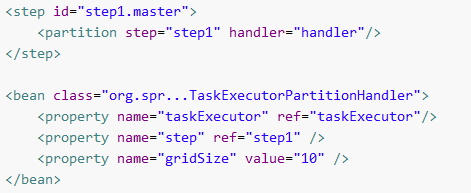 <step id="step1.master">
    <partition step="step1" handler="handler"/>
</step>

<bean class="org.spr...TaskExecutorPartitionHandler">
    <property name="taskExecutor" ref="taskExecutor"/>
    <property name="step" ref="step1" />
    <property name="gridSize" value="10" />
</bean>